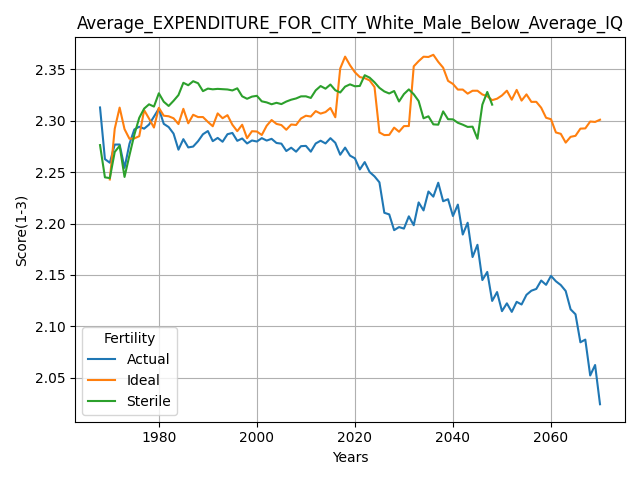 Average_EXPENDITURE_FOR_CITY_White_Male_Below_Average_IQ
Score(1-3)
2.35
2.30
2.25
2.20
2.15
2.10
2.05
Fertility
Actual
Ideal
Sterile
1980 2000 2020 2040 2060
Years